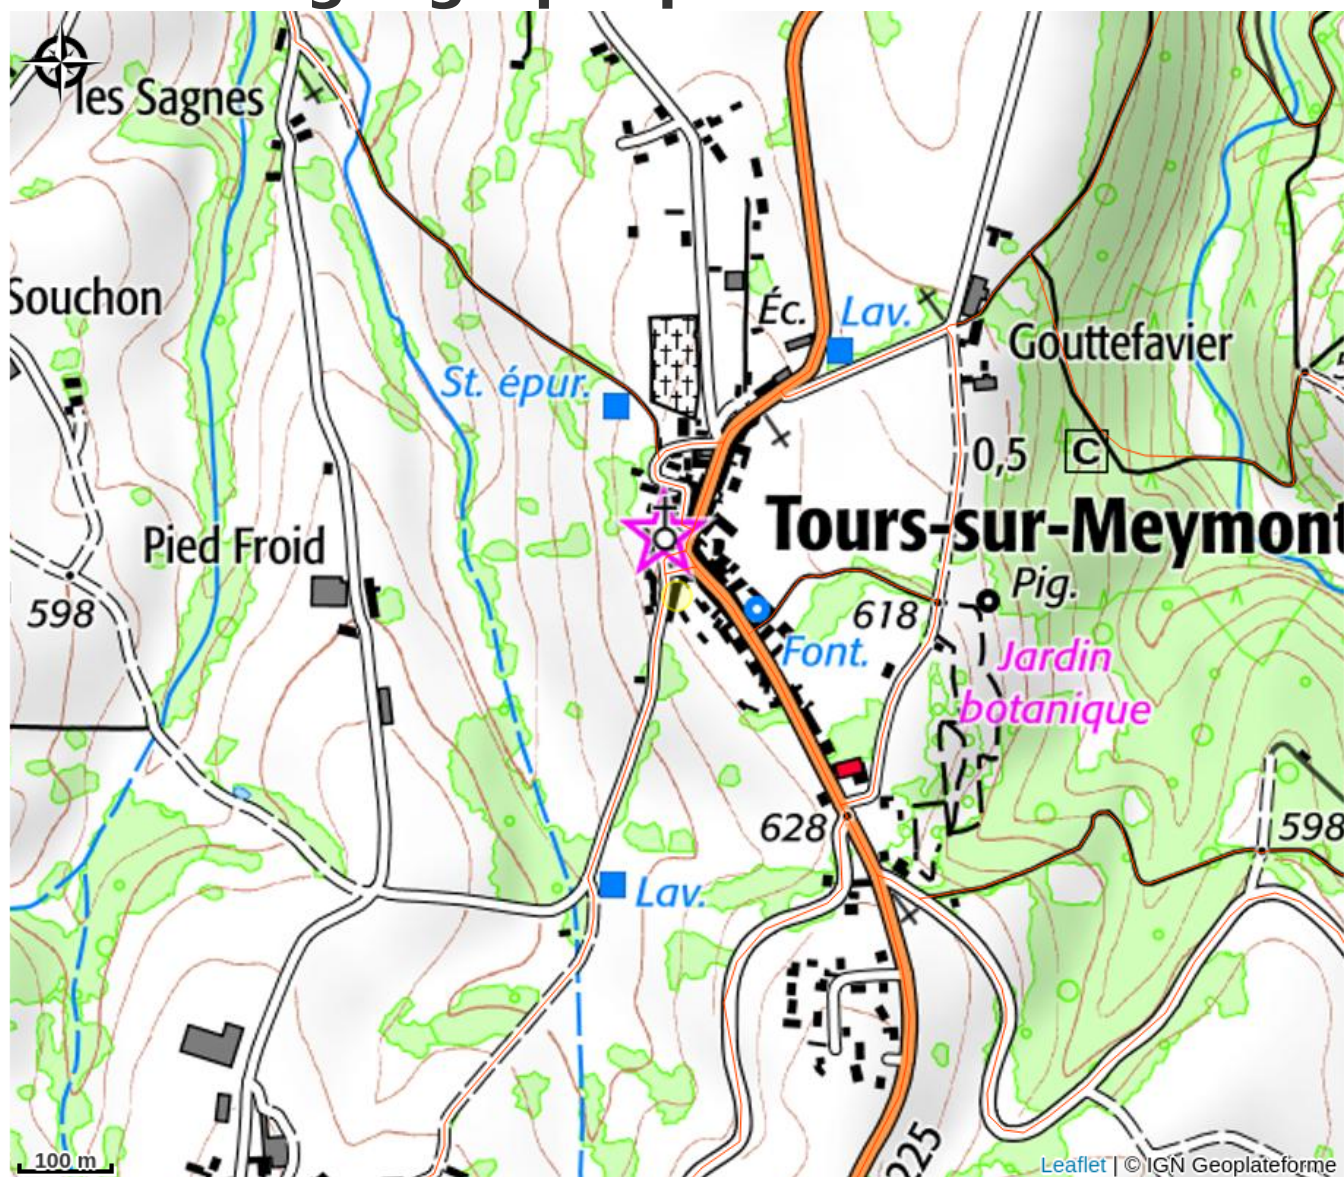 les Sagnes
Souchon
Éc.
Lav.
Gouttefavier
St. épur.
0,5
C
Tours-sur-Meymont
Pied Froid
Pig.
598
618
Font.
Jardin
botanique
628
598
Lav.
225
100 m
Leaflet | © IGN Geoplateforme